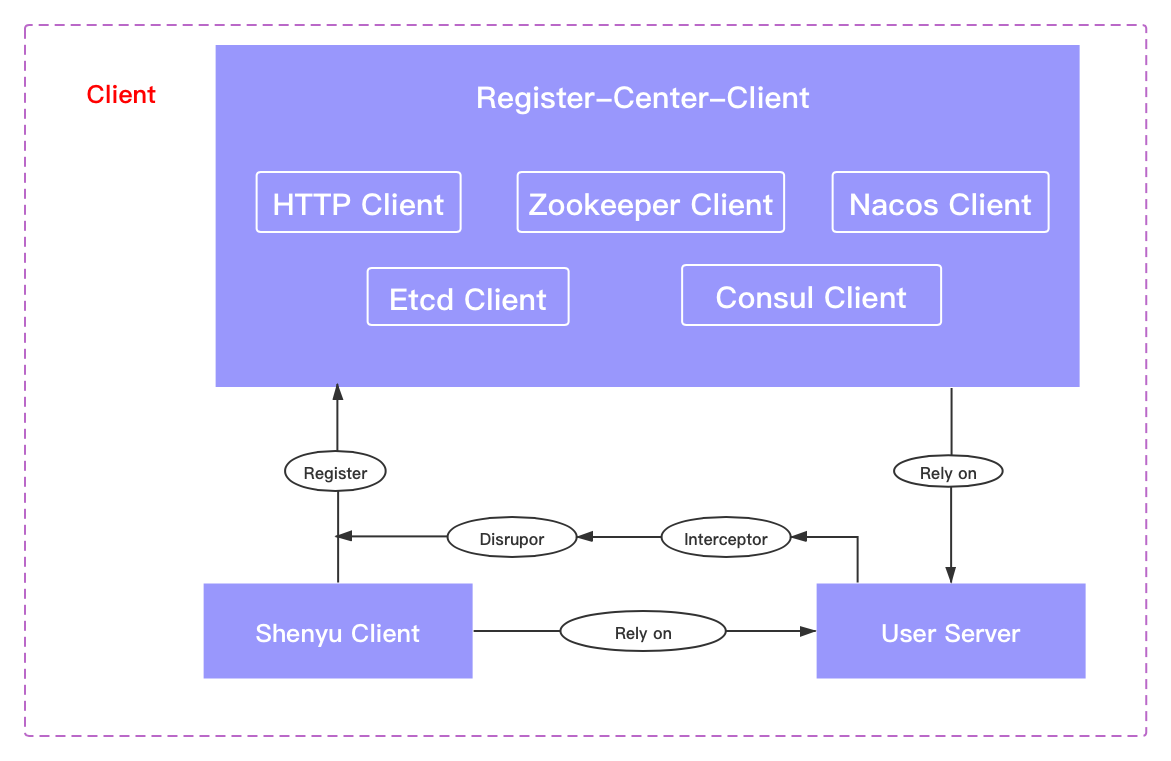 Client
Register-Center-Client
HTTP Client
Zookeeper Client
Nacos Client
Etcd Client
Consul Client
Register
Rely on
Disrupor
Interceptor
Shenyu Client
Rely on
User Server